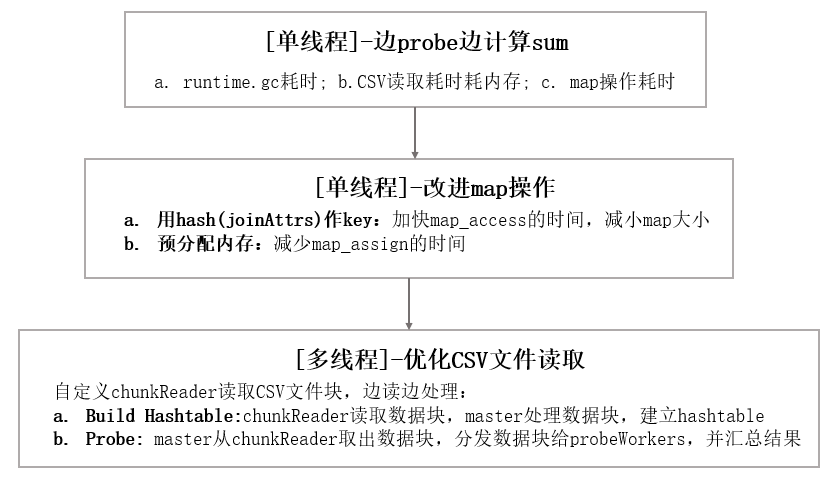 [单线程]-边probe边计算sum
a. runtime.gc耗时; b.CSV读取耗时耗内存; c. map操作耗时
[单线程]-改进map操作
a. 用hash(joinAttrs)作key：加快map_access的时间，减小map大小
b. 预分配内存：减少map_assign的时间
[多线程]-优化CSV文件读取
自定义chunkReader读取CSV文件块，边读边处理：
a. Build Hashtable:chunkReader读取数据块，master处理数据块，建立hashtable
b. Probe: master从chunkReader取出数据块，分发数据块给probeWorkers，并汇总结果